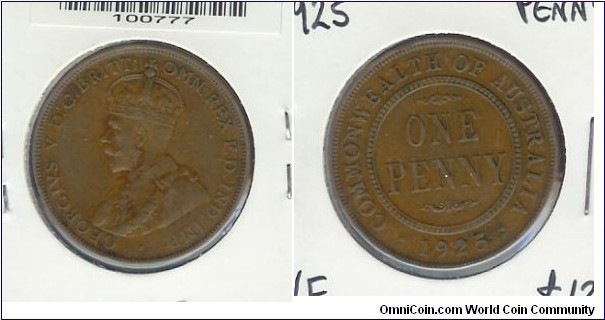 100777
GEORGIVS V D.G.BRITT: OMN:REX F.D.IND:IMP:
925
PENN
COMMONWEALTH OF AUSTRALIA
ONE
PENNY
1925
OmniCoin.com World Coin Community